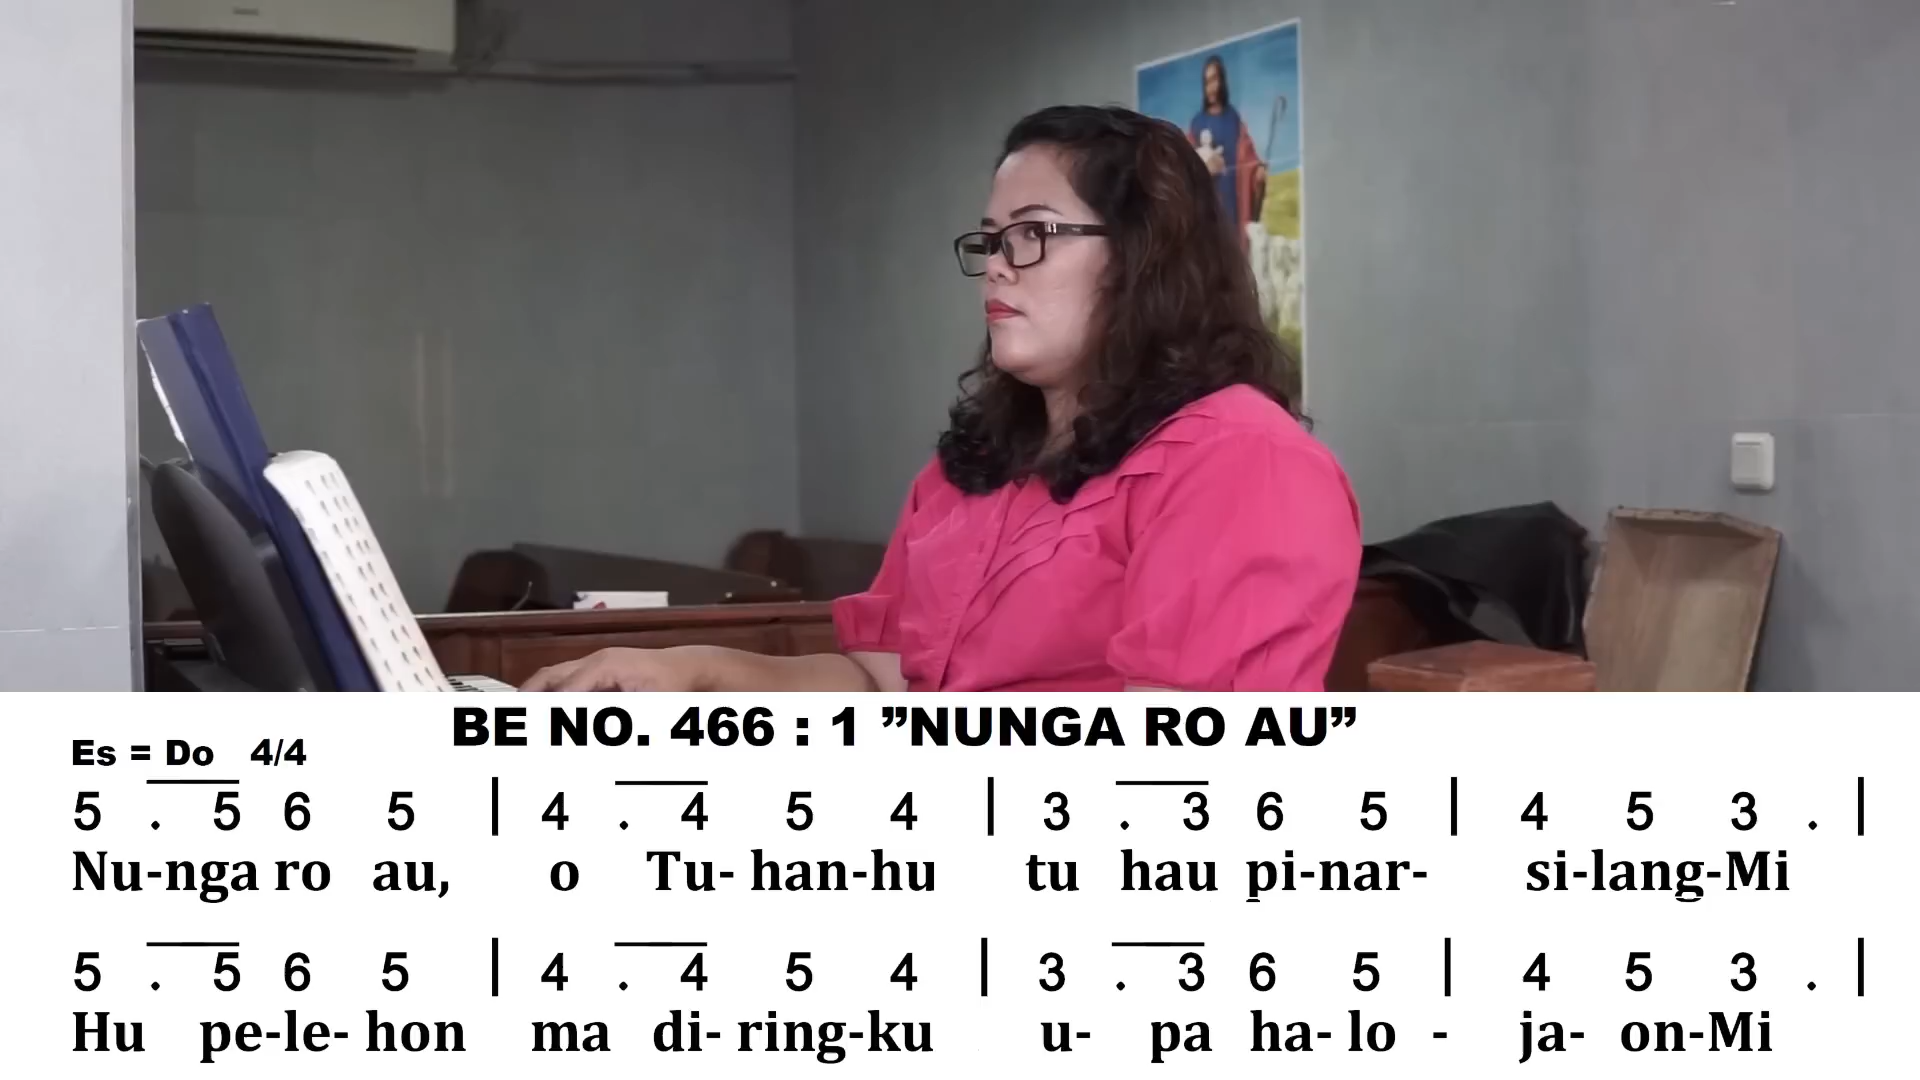 BE NO. 466 : 1 ”NUNGA RO AU”
Es = Do 4/4
5 . 5 6 5 | 4 . 4 5 4 | 3 . 3 6 5 | 4 5 3 . |
Nu-nga ro au, o Tu- han-hu tu hau pi-nar- si-lang-Mi
5 . 5 6 5 | 4 . 4 5 4 | 3 . 3 6 5 | 4 5 3 . |
Hu pe-le- hon ma di- ring-ku u- pa ha- lo - ja- on-Mi